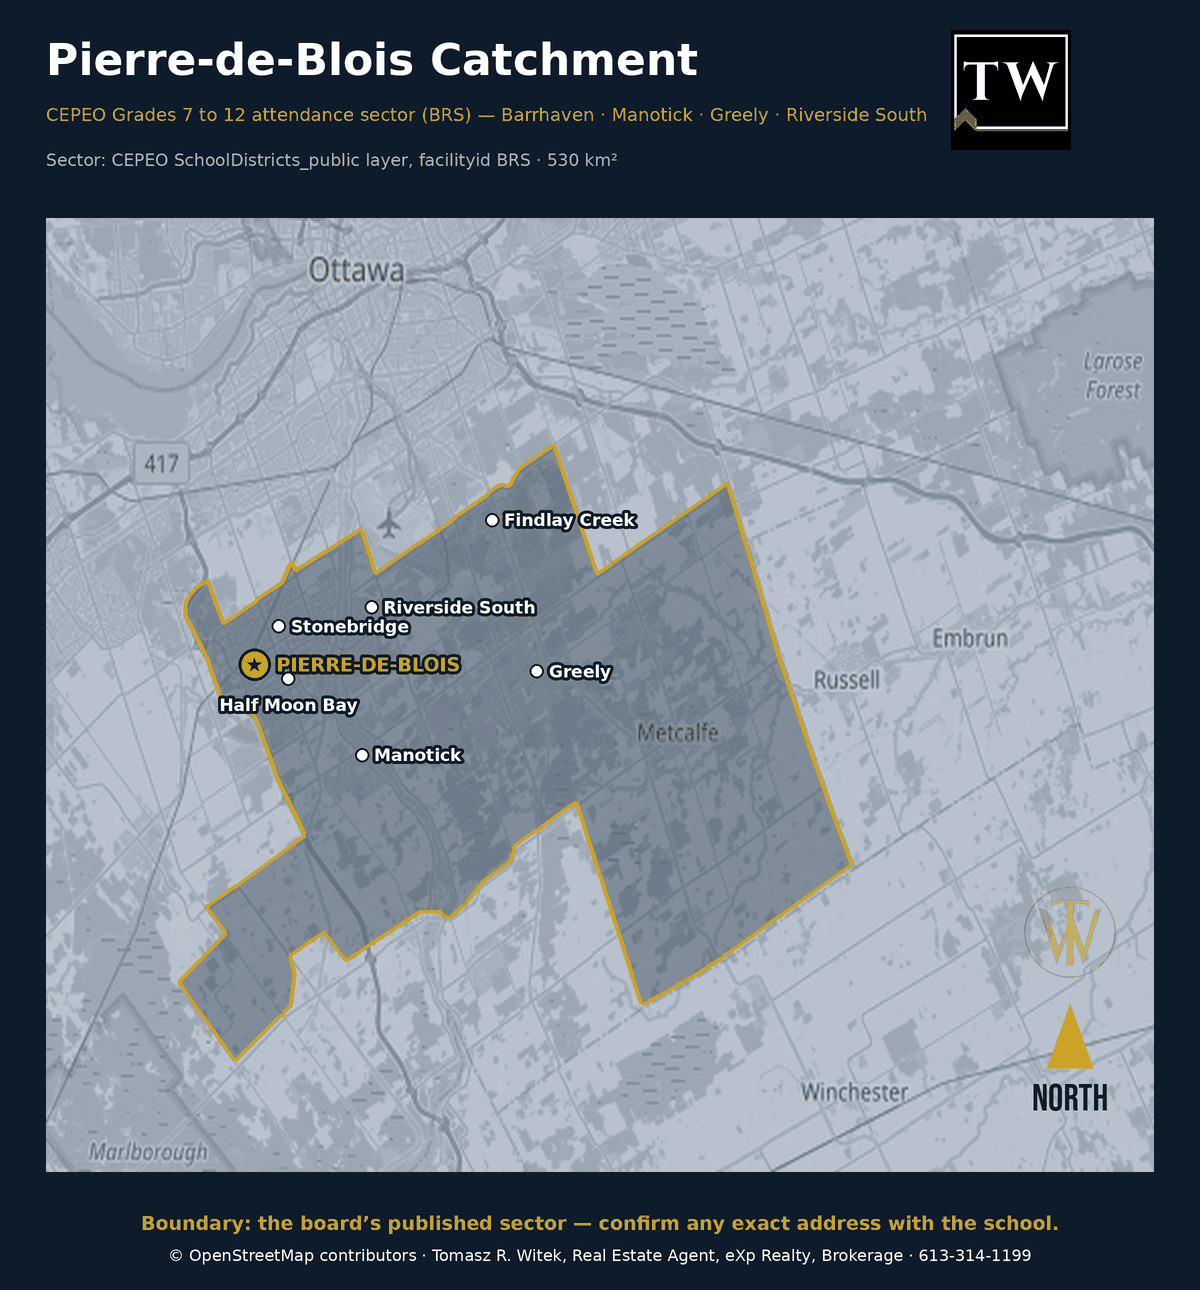 Pierre-de-Blois Catchment
TW
CEPEO Grades 7 to 12 attendance sector (BRS) — Barrhaven · Manotick · Greely · Riverside South
Sector: CEPEO SchoolDistricts_public layer, facilityid BRS · 530 km²
Ottawa
Larose
Forest
417
Findlay Creek
Riverside South
Stonebridge
Embrun
PIERRE-DE-BLOIS
Greely
Russell
Half Moon Bay
Metcalfe
Manotick
TW
Winchester
NORTH
Marlborough
Boundary: the board’s published sector — confirm any exact address with the school.
© OpenStreetMap contributors · Tomasz R. Witek, Real Estate Agent, eXp Realty, Brokerage · 613-314-1199